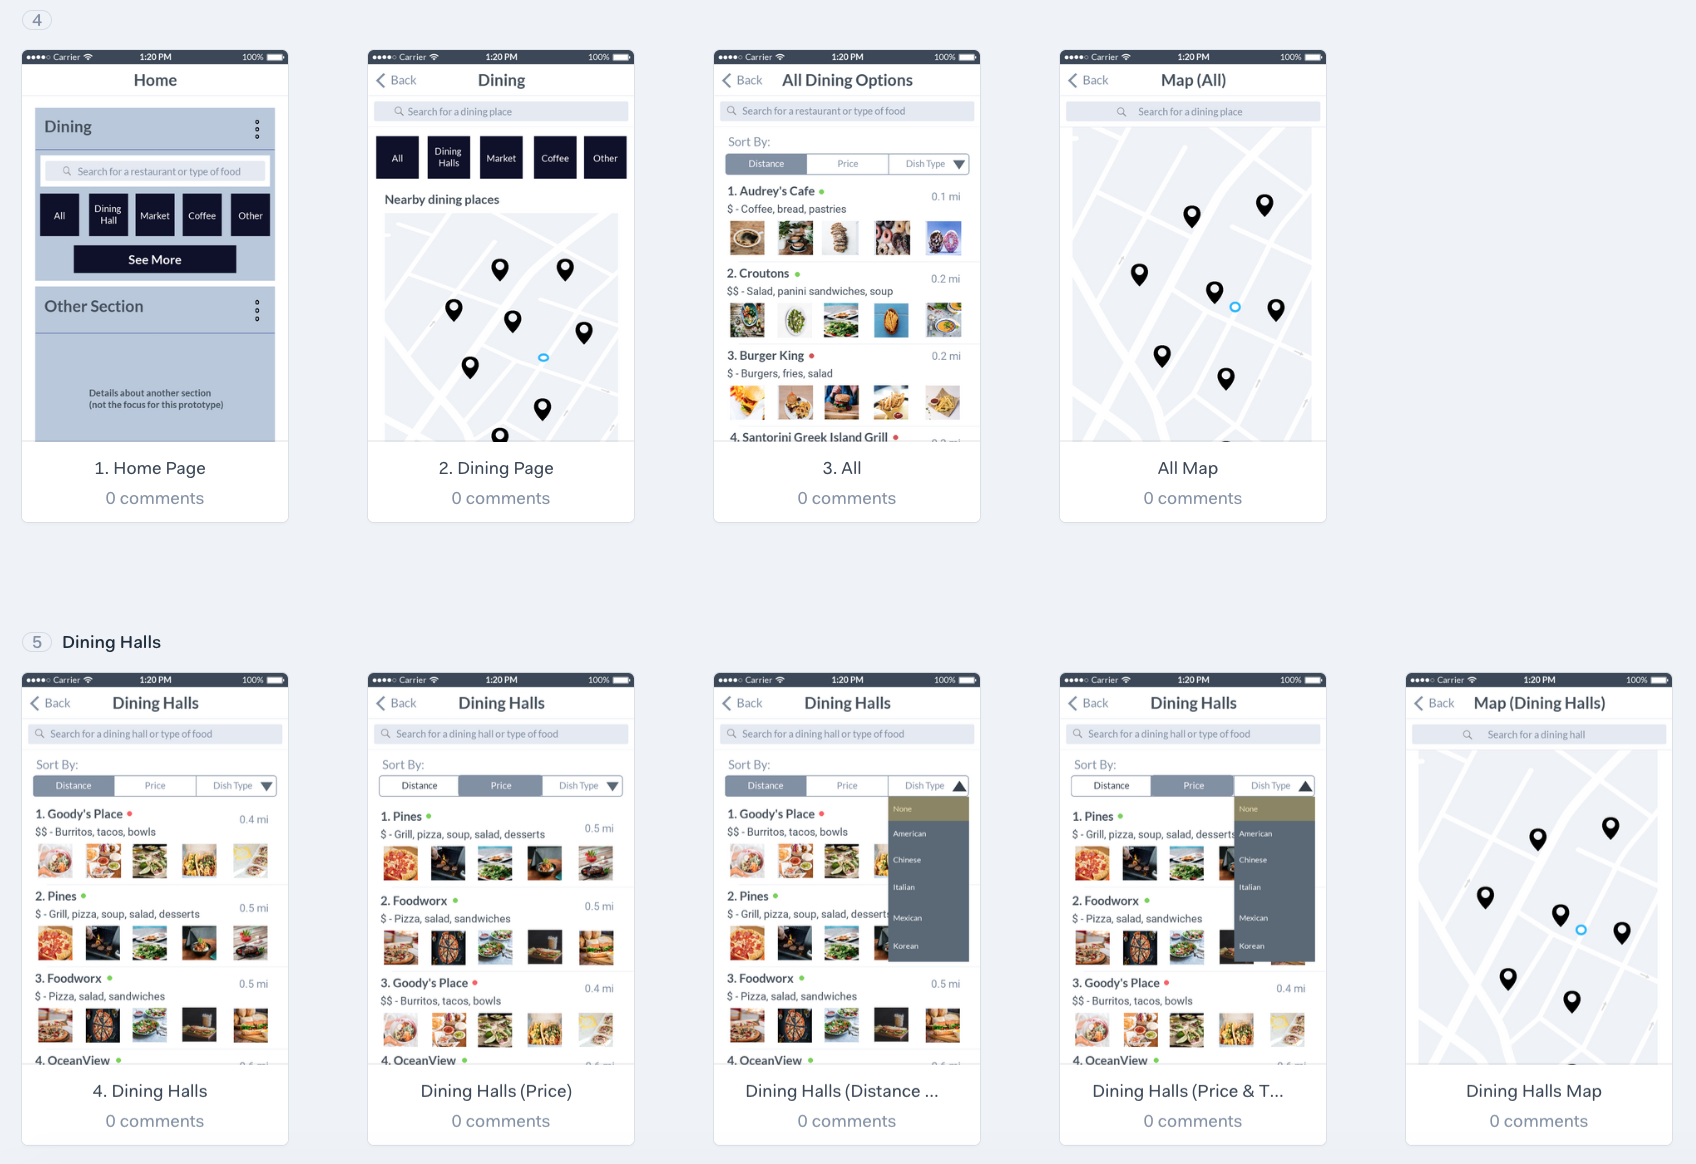 4
Carrier 1:20 PM 100%
Home
Dining
Search for a restaurant or type of food
All
Dining
Hall
Market
Coffee
Other
See More
Other Section
Details about another section
(not the focus for this prototype)
1. Home Page
0 comments
Carrier 1:20 PM 100%
Back Dining
Search for a dining place
All
Dining
Halls
Market
Coffee
Other
Nearby dining places
2. Dining Page
0 comments
Carrier 1:20 PM 100%
Back All Dining Options
Search for a restaurant or type of food
Sort By:
Distance Price Dish Type
1. Audrey's Cafe 0.1 mi
$ - Coffee, bread, pastries
2. Croutons 0.2 mi
$$ - Salad, panini sandwiches, soup
3. Burger King 0.2 mi
$ - Burgers, fries, salad
4. Santorini Greek Island Grill
3. All
0 comments
Carrier 1:20 PM 100%
Back Map (All)
Search for a dining place
All Map
0 comments
5 Dining Halls
Carrier 1:20 PM 100%
Back Dining Halls
Search for a dining hall or type of food
Sort By:
Distance Price Dish Type
1. Goody's Place 0.4 mi
$$ - Burritos, tacos, bowls
2. Pines 0.5 mi
$ - Grill, pizza, soup, salad, desserts
3. Foodworx 0.5 mi
$ - Pizza, salad, sandwiches
4. OceanView
4. Dining Halls
0 comments
Carrier 1:20 PM 100%
Back Dining Halls
Search for a dining hall or type of food
Sort By:
Distance Price Dish Type
1. Pines 0.5 mi
$ - Grill, pizza, soup, salad, desserts
2. Foodworx 0.5 mi
$ - Pizza, salad, sandwiches
3. Goody's Place 0.4 mi
$$ - Burritos, tacos, bowls
4. OceanView
Dining Halls (Price)
0 comments
Carrier 1:20 PM 100%
Back Dining Halls
Search for a dining hall or type of food
Sort By:
Distance Price Dish Type
None
American
Chinese
Italian
Mexican
Korean
1. Goody's Place
$$ - Burritos, tacos, bowls
2. Pines
$ - Grill, pizza, soup, salad, desserts
3. Foodworx 0.5 mi
$ - Pizza, salad, sandwiches
4. OceanView
Dining Halls (Distance ...
0 comments
Carrier 1:20 PM 100%
Back Dining Halls
Search for a dining hall or type of food
Sort By:
Distance Price Dish Type
None
American
Chinese
Italian
Mexican
Korean
1. Pines
$ - Grill, pizza, soup, salad, desserts
2. Foodworx
$ - Pizza, salad, sandwiches
3. Goody's Place 0.4 mi
$$ - Burritos, tacos, bowls
4. OceanView
Dining Halls (Price & T...
0 comments
Carrier 1:20 PM 100%
Back Map (Dining Halls)
Search for a dining hall
Dining Halls Map
0 comments